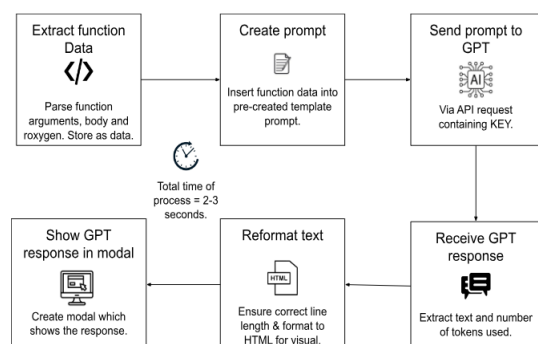 Extract function
Data
</>
Parse function
arguments, body and
roxygen. Store as data.
Create prompt
Insert function data into
pre-created template
prompt.
Send prompt to
GPT
AI
Via API request
containing KEY.
Total time of
process = 2-3
seconds.
Show GPT
response in modal
Create modal which
shows the response.
Reformat text
HTML
Ensure correct line
length & format to
HTML for visual.
Receive GPT
response
Extract text and number
of tokens used.